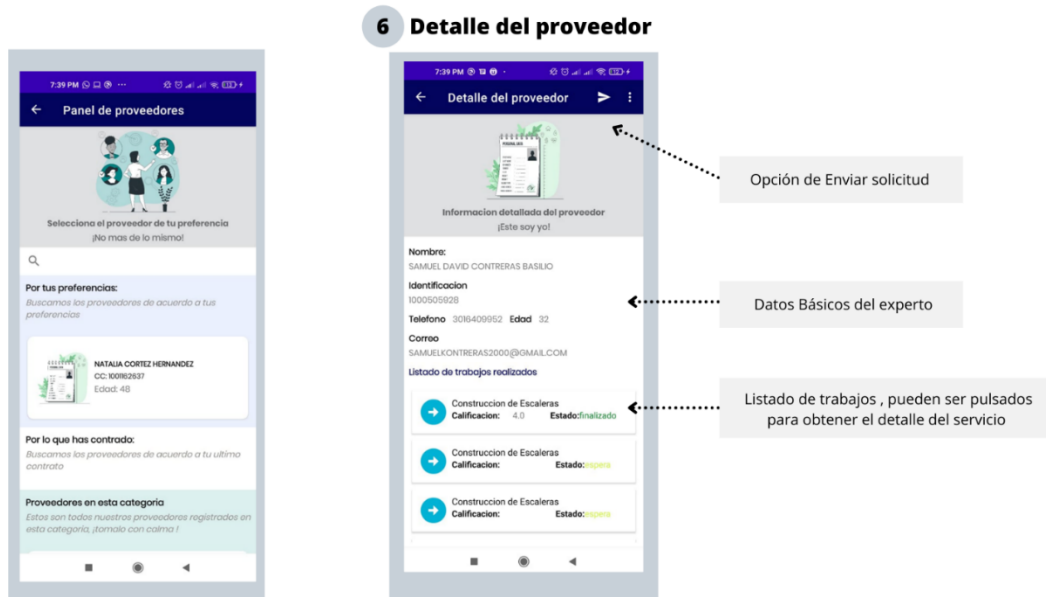 6 Detalle del proveedor
7:39 PM
Panel de proveedores
Selecciona el proveedor de tu preferencia
¡No mas de lo mismo!
Por tus preferencias:
Buscamos los proveedores de acuerdo a tus
preferencias
NATALIA CORTEZ HERNANDEZ
CC: 1001162637
Edad: 48
Por lo que has contrado:
Buscamos los proveedores de acuerdo a tu ultimo
contrato
Proveedores en esta categoria
Estos son todos nuestros proveedores registrados en
esta categoria, ¡tomalo con calma !
7:39 PM
Detalle del proveedor
Informacion detallada del proveedor
¡Este soy yo!
Nombre:
SAMUEL DAVID CONTRERAS BASILIO
Identificacion
1000505928
Telefono 3016409952 Edad 32
Correo
SAMUELKONTRERAS2000@GMAIL.COM
Listado de trabajos realizados
Construccion de Escaleras
Calificacion: 4.0 Estado:finalizado
Construccion de Escaleras
Calificacion: Estado:espera
Construccion de Escaleras
Calificacion: Estado:espera
Opción de Enviar solicitud
Datos Básicos del experto
Listado de trabajos , pueden ser pulsados
para obtener el detalle del servicio